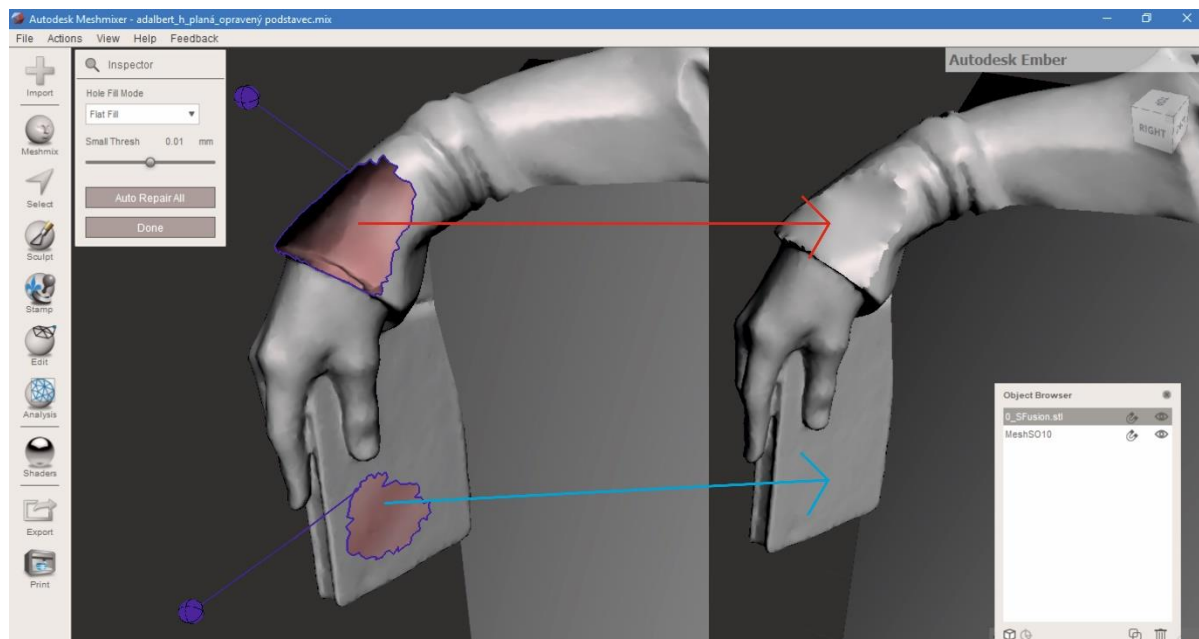 Autodesk Meshmixer - adalbert_h_planá_opravený podstavec.mix
File Actions View Help Feedback
Import
Meshmix
Select
Sculpt
Stamp
Edit
Analysis
Shaders
Export
Print
Inspector
Hole Fill Mode
Flat Fill
Small Thresh 0.01 mm
Auto Repair All
Done
Autodesk Ember
RIGHT
Object Browser
0_SFusion.stl
MeshSO10